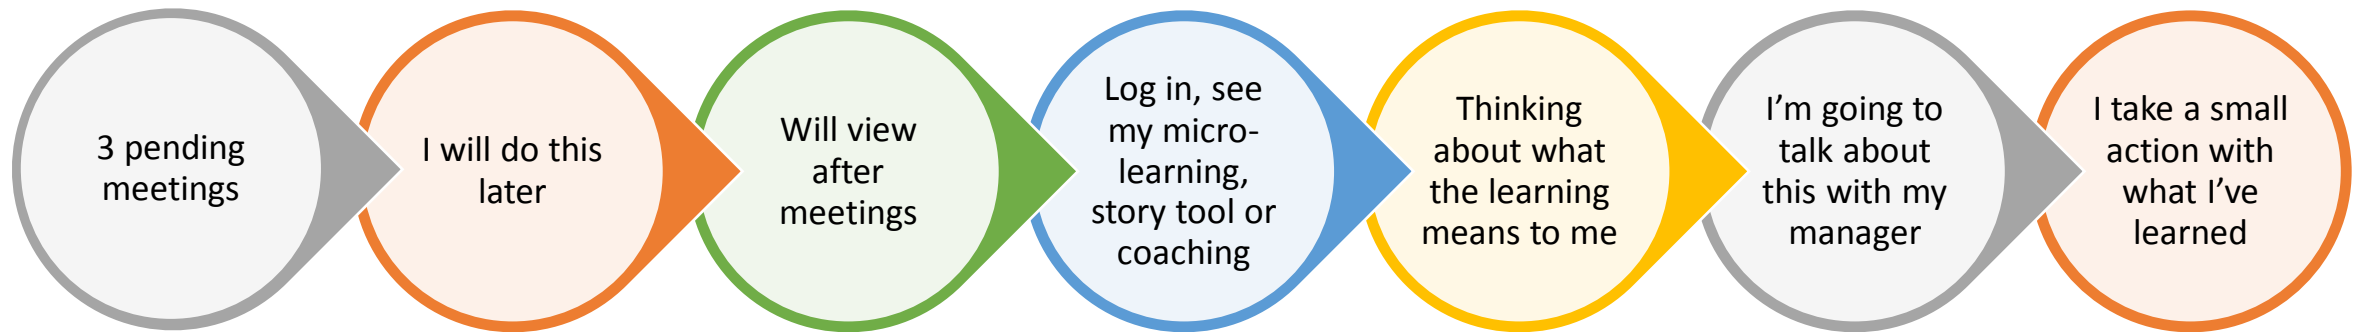 3 pending
meetings
I will do this
later
Will view
after
meetings
Log in, see
my micro-
learning,
story tool or
coaching
Thinking
about what
the learning
means to me
I’m going to
talk about
this with my
manager
I take a small
action with
what I’ve
learned